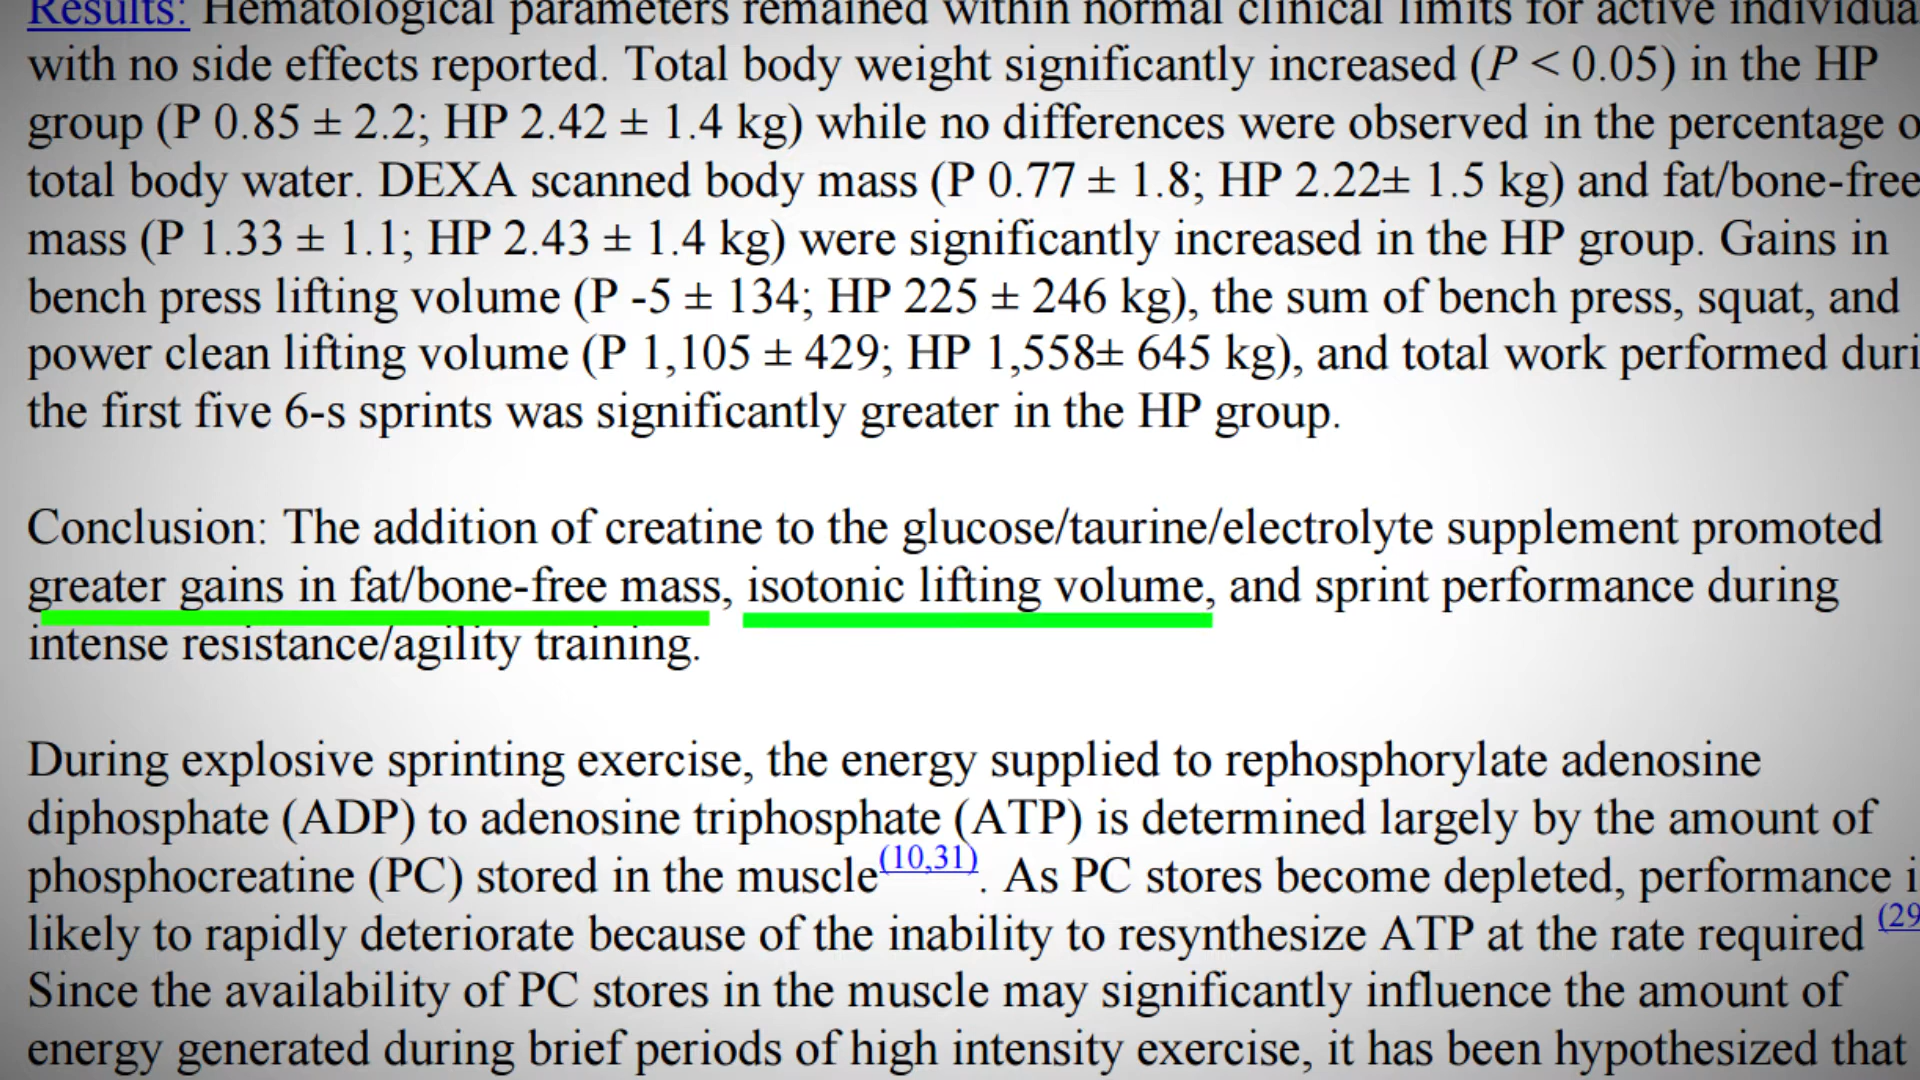 Results: Hematological parameters remained within normal clinical limits for active
with no side effects reported. Total body weight significantly increased (P < 0.05) in the HP
group (P 0.85 ± 2.2; HP 2.42 ± 1.4 kg) while no differences were observed in the percentage
total body water. DEXA scanned body mass (P 0.77 ± 1.8; HP 2.22± 1.5 kg) and fat/bone-free
mass (P 1.33 ± 1.1; HP 2.43 ± 1.4 kg) were significantly increased in the HP group. Gains in
bench press lifting volume (P -5 ± 134; HP 225 ± 246 kg), the sum of bench press, squat, and
power clean lifting volume (P 1,105 ± 429; HP 1,558± 645 kg), and total work performed
the first five 6-s sprints was significantly greater in the HP group.
Conclusion: The addition of creatine to the glucose/taurine/electrolyte supplement promoted
greater gains in fat/bone-free mass, isotonic lifting volume, and sprint performance during
intense resistance/agility training.
During explosive sprinting exercise, the energy supplied to rephosphorylate adenosine
diphosphate (ADP) to adenosine triphosphate (ATP) is determined largely by the amount of
phosphocreatine (PC) stored in the muscle(10,31). As PC stores become depleted, performance
likely to rapidly deteriorate because of the inability to resynthesize ATP at the rate required (29
Since the availability of PC stores in the muscle may significantly influence the amount of
energy generated during brief periods of high intensity exercise, it has been hypothesized that